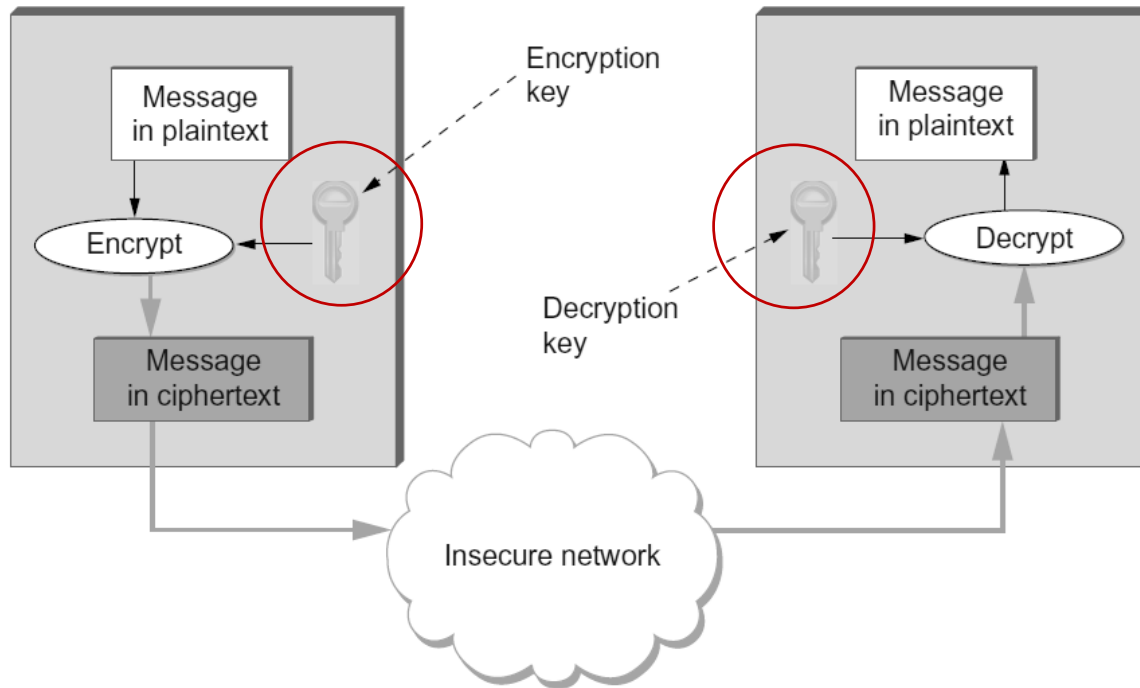 Message
in plaintext
Encryption
key
Encrypt
Message
in ciphertext
Message
in plaintext
Decryption
key
Decrypt
Message
in ciphertext
Insecure network